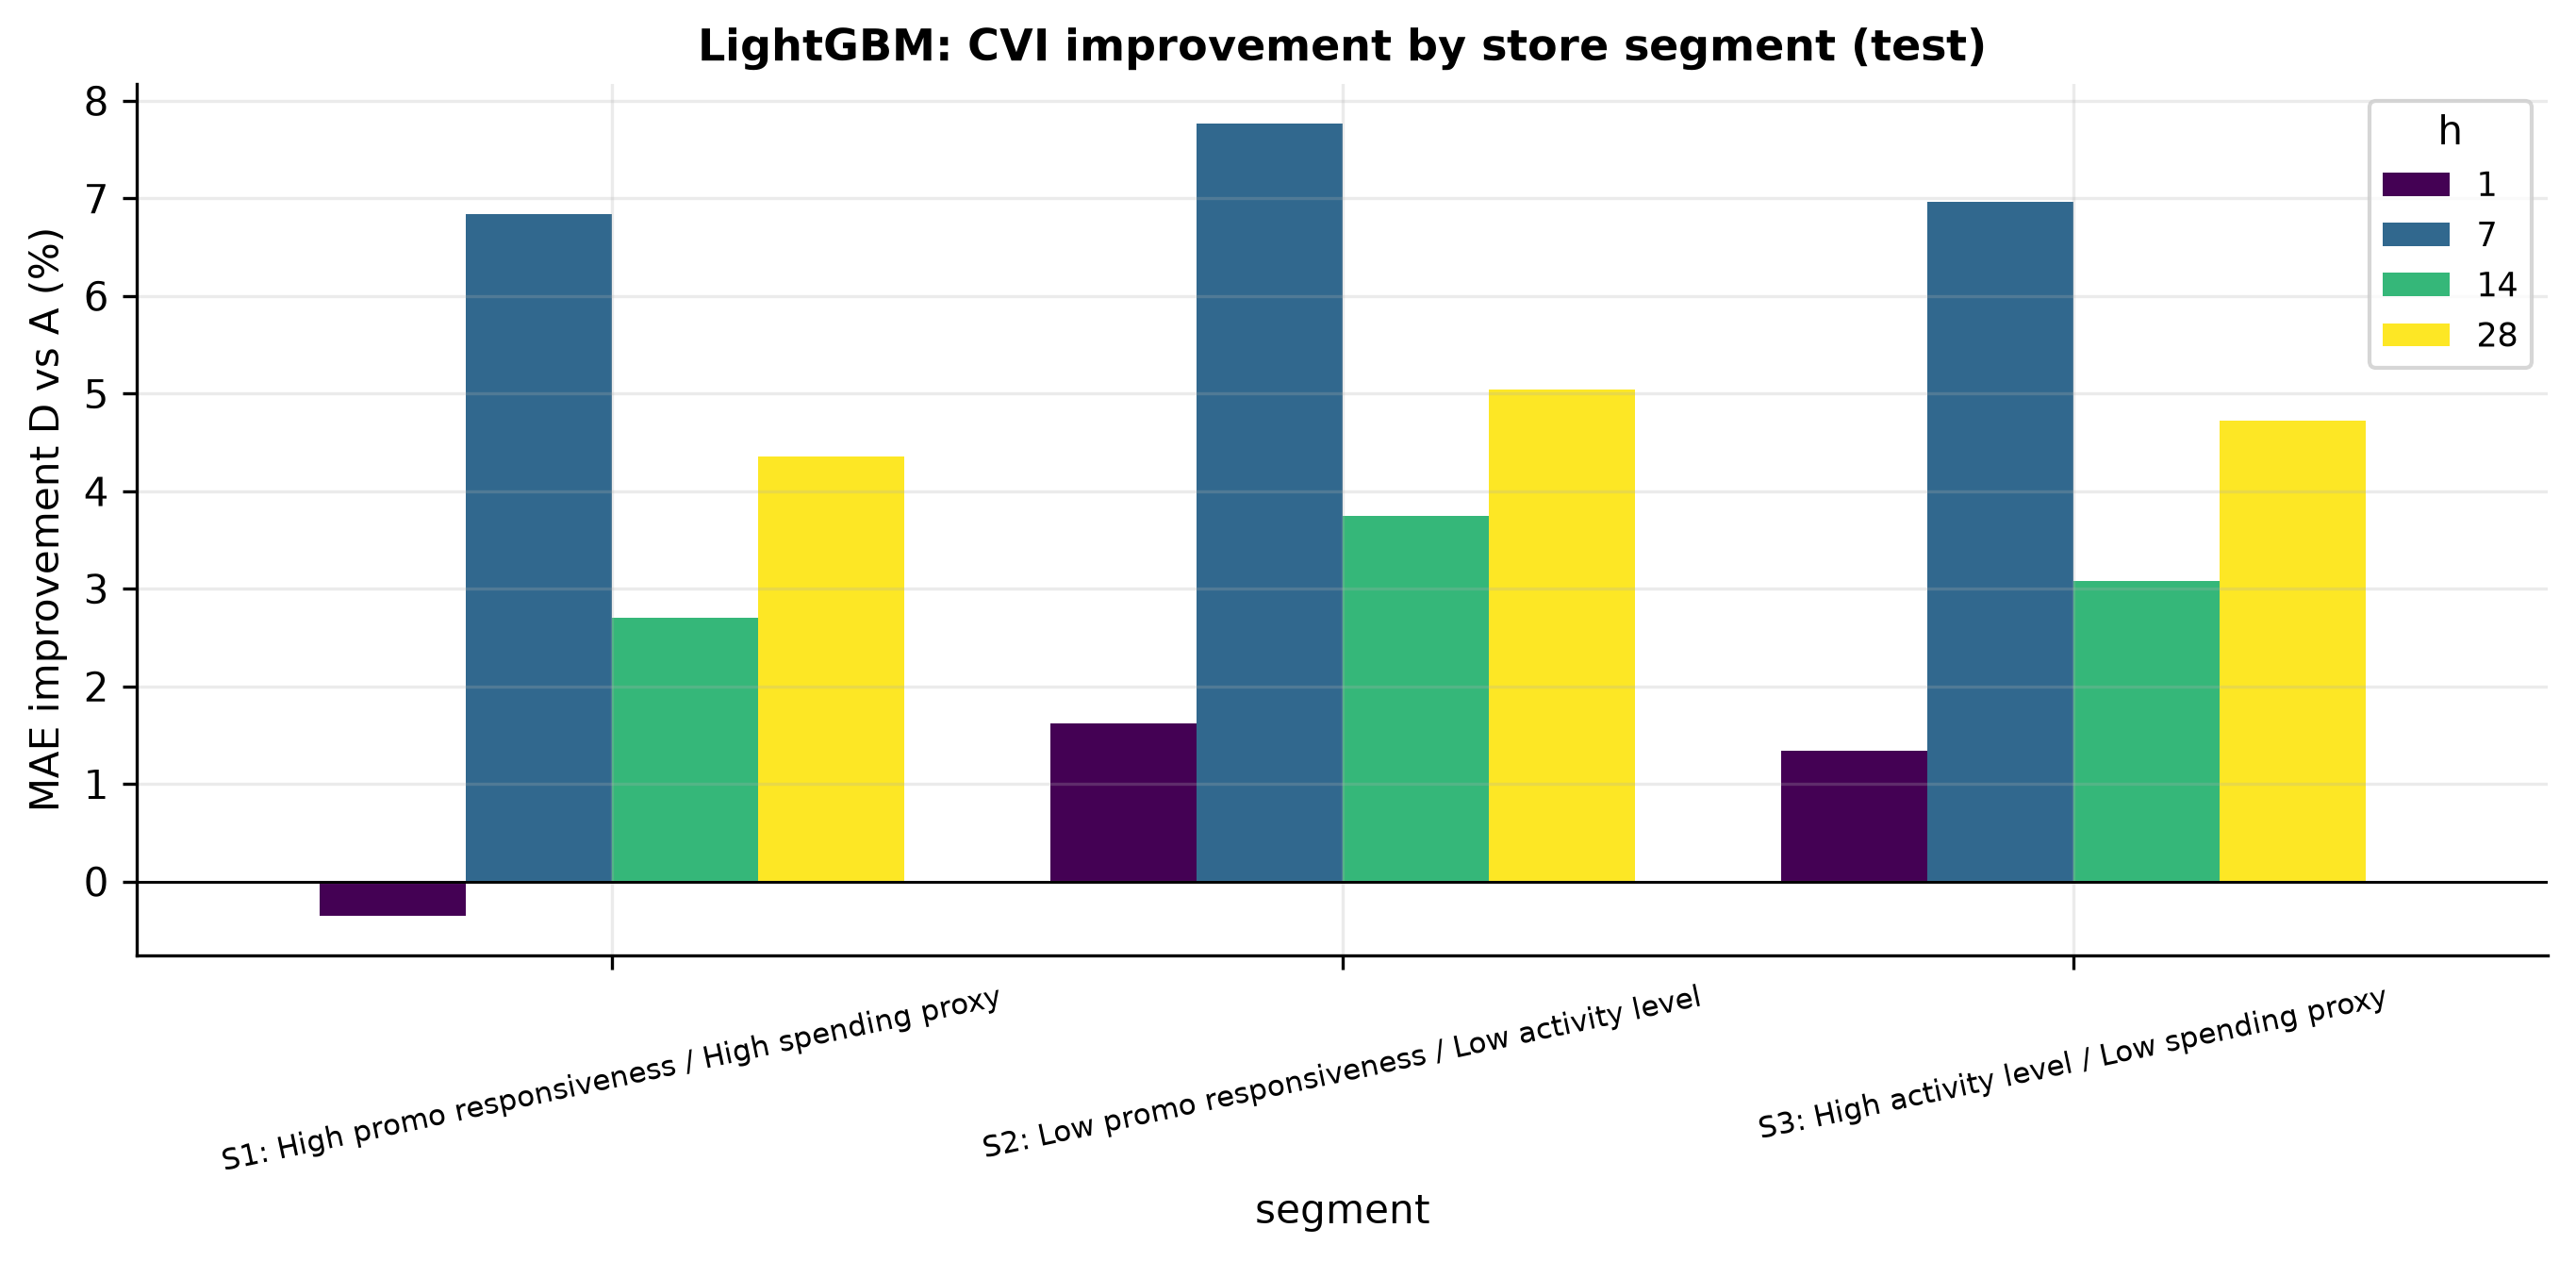 LightGBM: CVI improvement by store segment (test)
MAE improvement D vs A (%)
8
7
6
5
4
3
2
1
0
h
1
7
14
28
S1: High promo responsiveness / High spending proxy
S2: Low promo responsiveness / Low activity level
S3: High activity level / Low spending proxy
segment